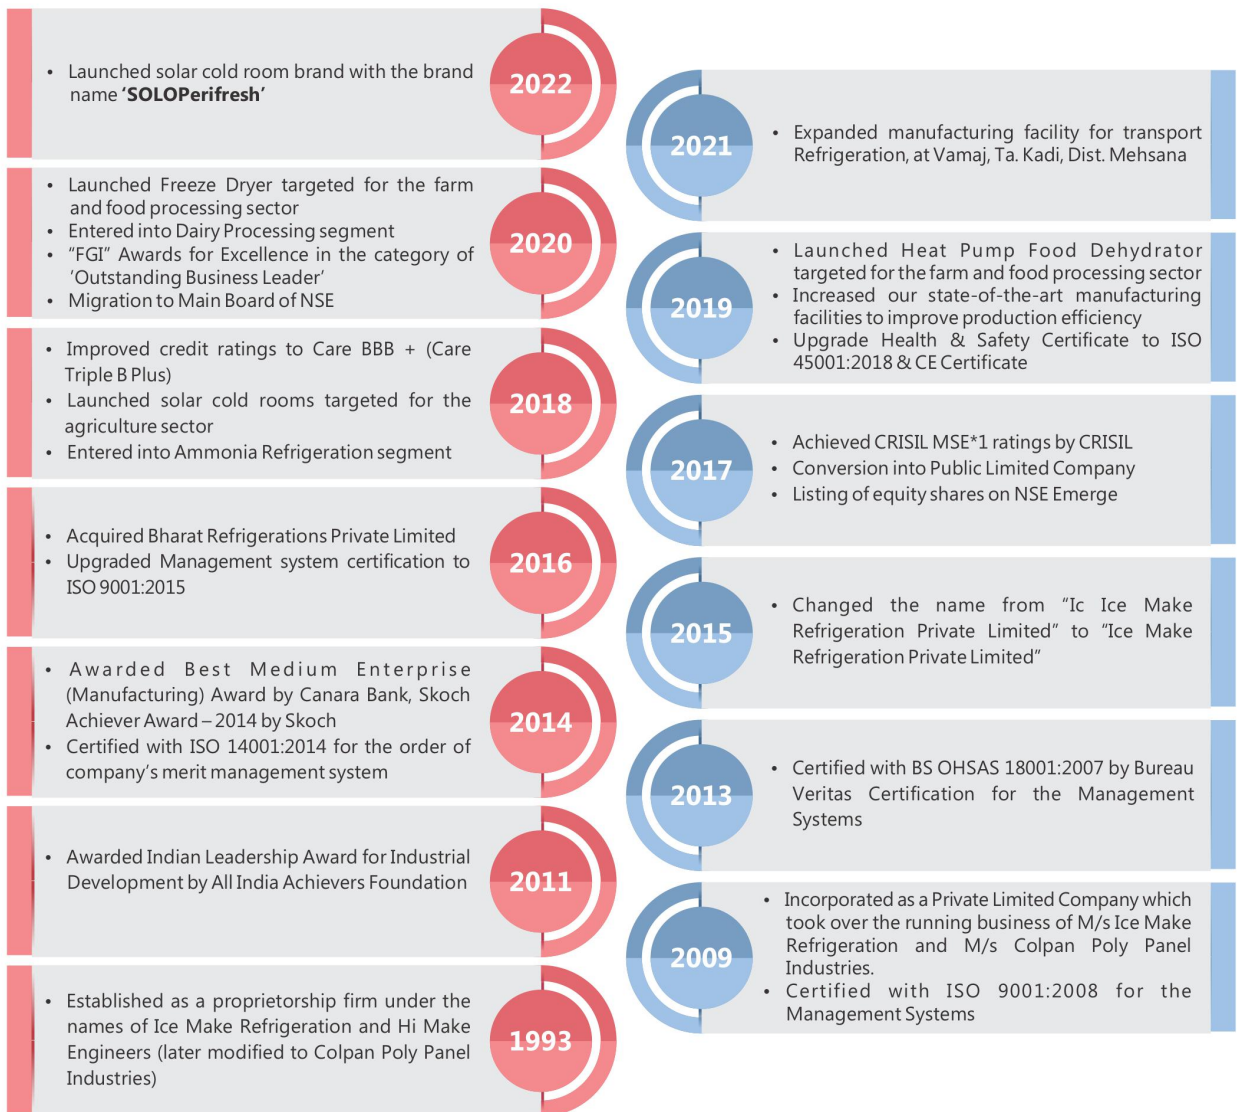 • Launched solar cold room brand with the brand
name ‘SOLOPerifresh’
2022
2021
• Expanded manufacturing facility for transport
Refrigeration, at Vamaj, Ta. Kadi, Dist. Mehsana
• Launched Freeze Dryer targeted for the farm
and food processing sector
• Entered into Dairy Processing segment
• “FGI” Awards for Excellence in the category of
‘Outstanding Business Leader’
• Migration to Main Board of NSE
2020
2019
• Launched Heat Pump Food Dehydrator
targeted for the farm and food processing sector
• Increased our state-of-the-art manufacturing
facilities to improve production efficiency
• Upgrade Health & Safety Certificate to ISO
45001:2018 & CE Certificate
• Improved credit ratings to Care BBB + (Care
Triple B Plus)
• Launched solar cold rooms targeted for the
agriculture sector
• Entered into Ammonia Refrigeration segment
2018
2017
• Achieved CRISIL MSE*1 ratings by CRISIL
• Conversion into Public Limited Company
• Listing of equity shares on NSE Emerge
• Acquired Bharat Refrigerations Private Limited
• Upgraded Management system certification to
ISO 9001:2015
2016
2015
• Changed the name from “Ic Ice Make
Refrigeration Private Limited” to “Ice Make
Refrigeration Private Limited”
• Awarded Best Medium Enterprise
(Manufacturing) Award by Canara Bank, Skoch
Achiever Award – 2014 by Skoch
• Certified with ISO 14001:2014 for the order of
company’s merit management system
2014
2013
• Certified with BS OHSAS 18001:2007 by Bureau
Veritas Certification for the Management
Systems
• Awarded Indian Leadership Award for Industrial
Development by All India Achievers Foundation
2011
2009
• Incorporated as a Private Limited Company which
took over the running business of M/s Ice Make
Refrigeration and M/s Colpan Poly Panel
Industries.
• Certified with ISO 9001:2008 for the
Management Systems
• Established as a proprietorship firm under the
names of Ice Make Refrigeration and Hi Make
Engineers (later modified to Colpan Poly Panel
Industries)
1993